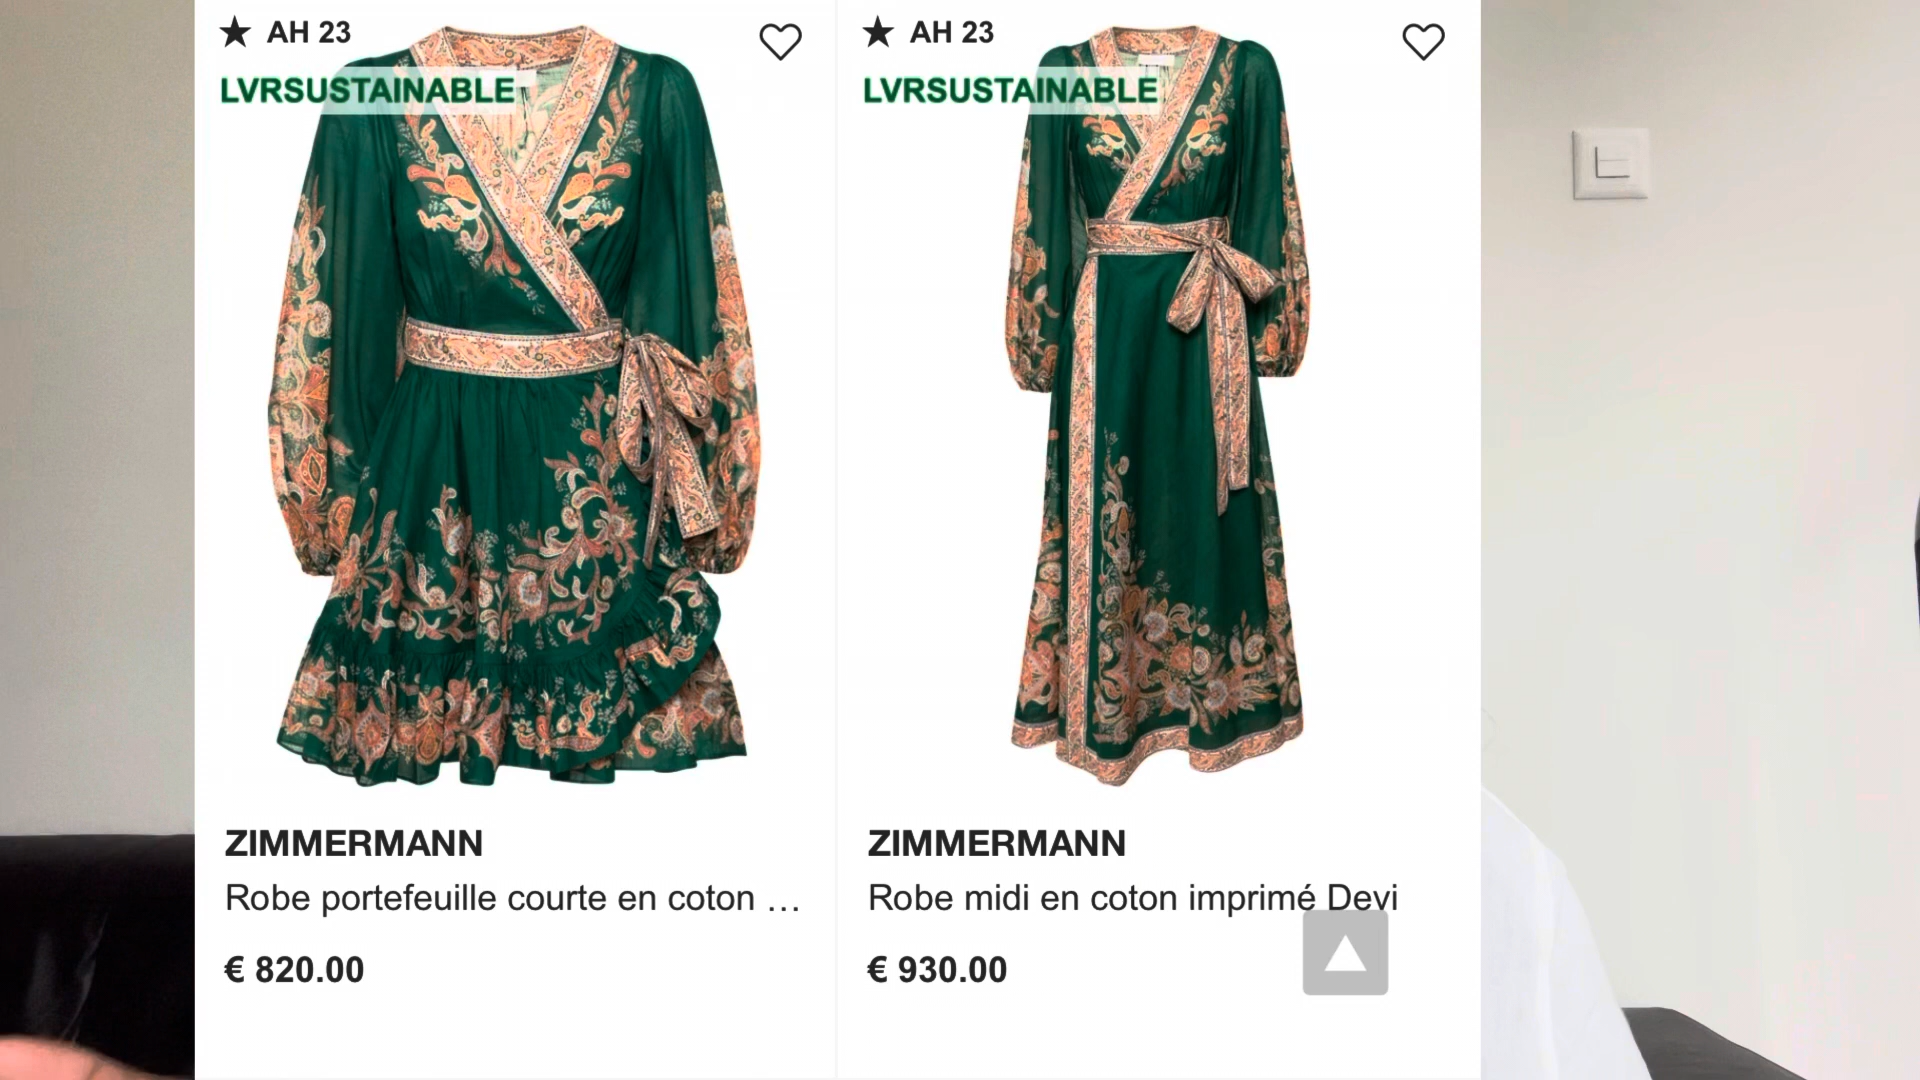 ★ AH 23
LVRSUSTAINABLE
ZIMMERMANN
Robe portefeuille courte en coton …
€ 820.00
★ AH 23
LVRSUSTAINABLE
ZIMMERMANN
Robe midi en coton imprimé Devi
€ 930.00